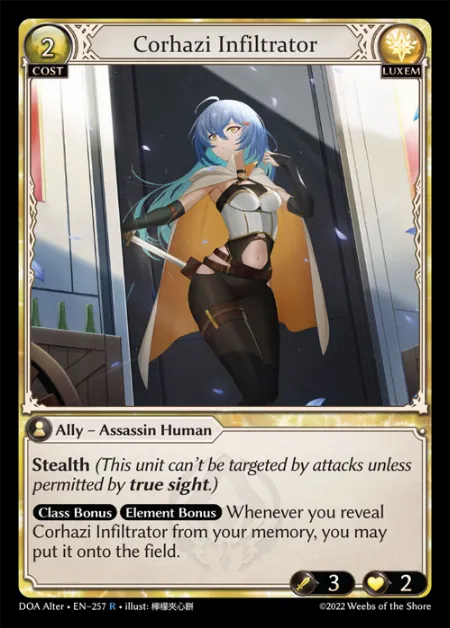 2
COST
Corhazi Infiltrator
LUXEM
Ally – Assassin Human
Stealth (This unit can't be targeted by attacks unless
permitted by true sight.)
Class Bonus Element Bonus Whenever you reveal
Corhazi Infiltrator from your memory, you may
put it onto the field.
3 2
DOA Alter • EN-257 R • illust: 檸檬夾心餅
©2022 Weebs of the Shore